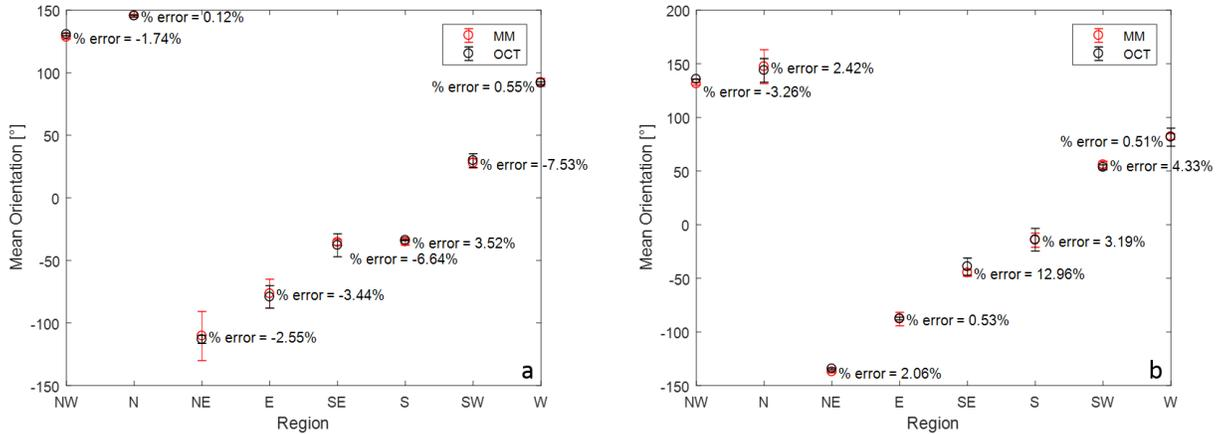 150
100
50
0
-50
-100
-150
Mean Orientation [°]
NW
N
NE
E
SE
S
SW
W
Region
MM
OCT
% error = -1.74%
% error = 0.12%
% error = -2.55%
% error = -3.44%
% error = -6.64%
% error = 3.52%
% error = -7.53%
% error = 0.55%
a
200
150
100
50
0
-50
-100
-150
Mean Orientation [°]
NW
N
NE
E
SE
S
SW
W
Region
MM
OCT
% error = -3.26%
% error = 2.42%
% error = 2.06%
% error = 0.53%
% error = 12.96%
% error = 3.19%
% error = 4.33%
% error = 0.51%
b